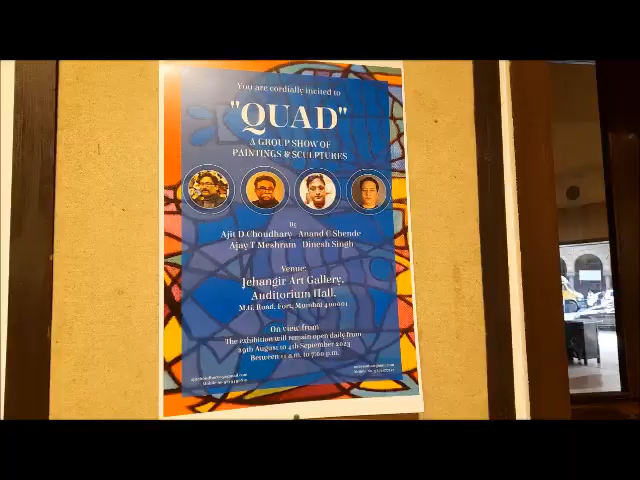 You are cordially invited to
"QUAD"
A GROUP SHOW OF
PAINTINGS & SCULPTURES
By
Ajit D Choudhary Anand C Shende
Ajay T Meshram Dinesh Singh
Venue:
Jehangir Art Gallery,
Auditorium Hall,
M.G. Road, Fort, Mumbai 400001
On view from
The exhibition will remain open daily from
29th August to 4th September 2023
Between 11 a.m. to 7:00 p.m.